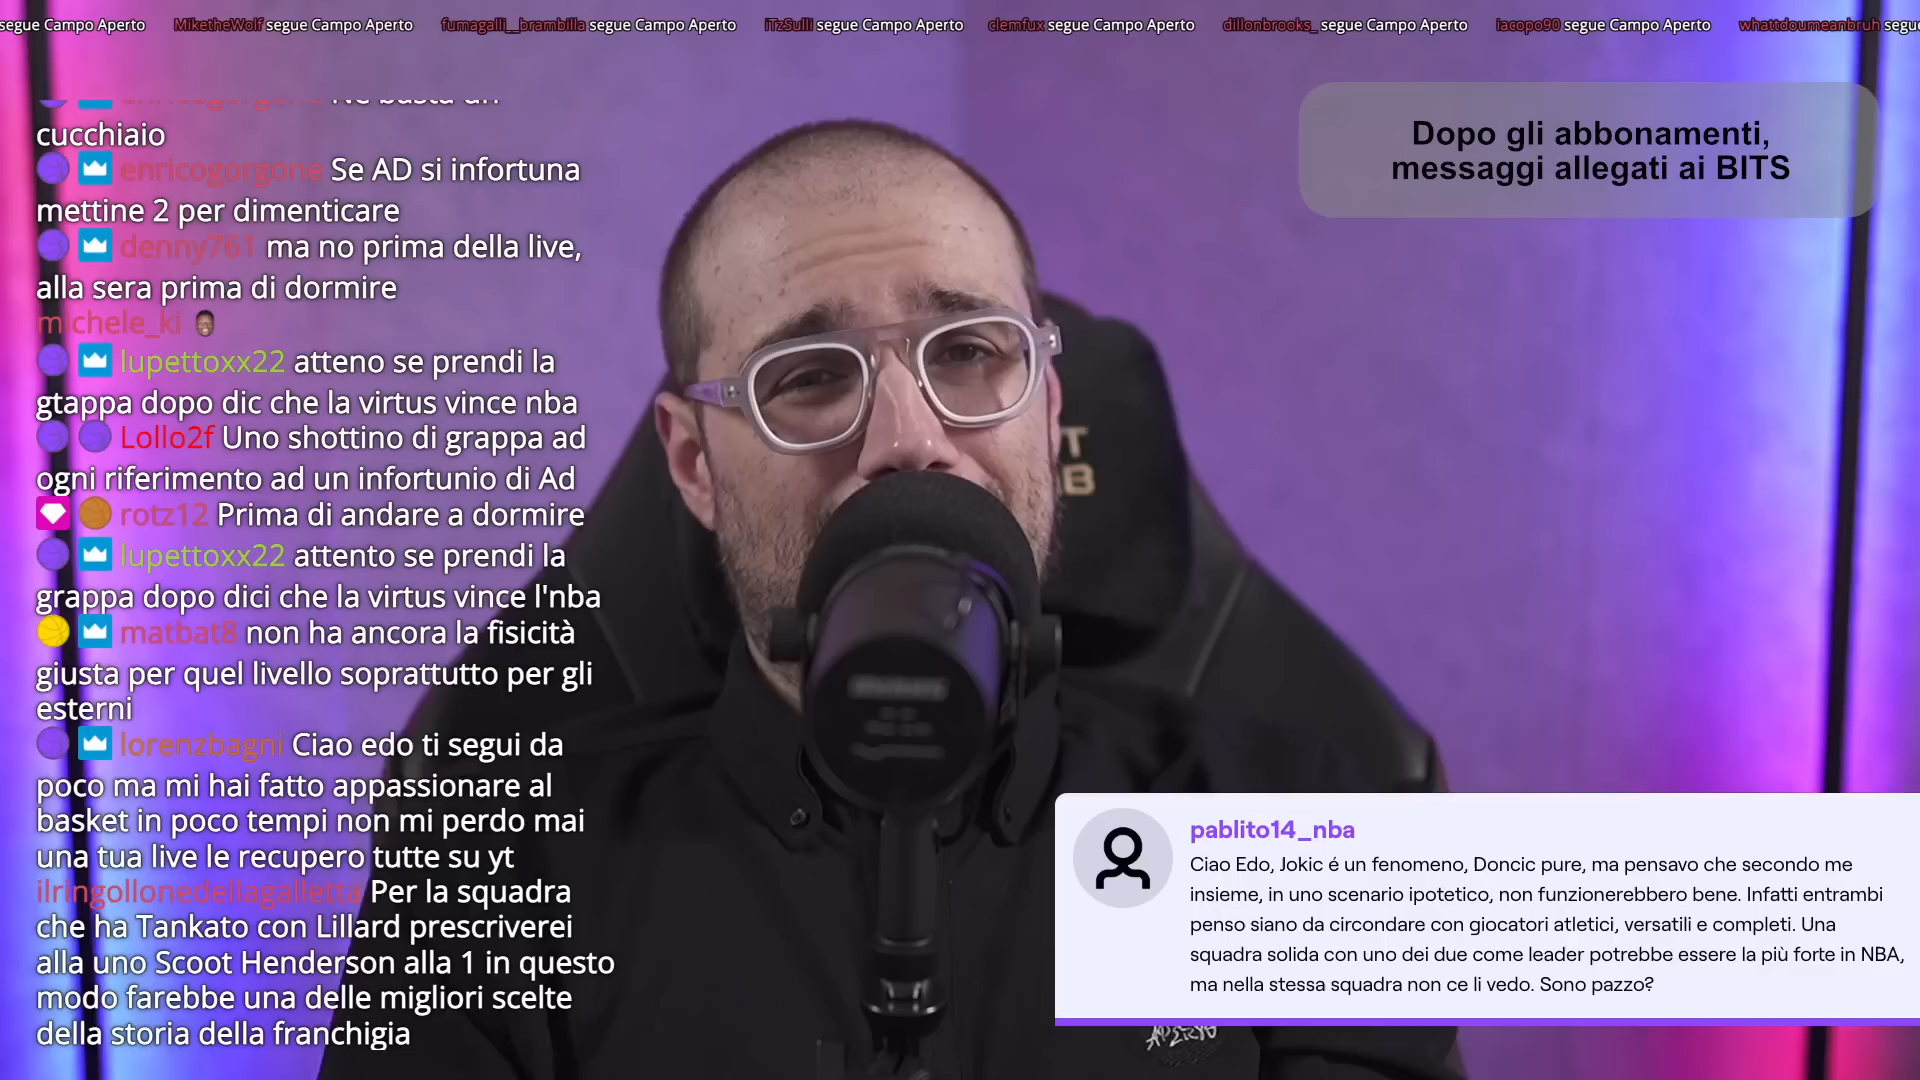 segue Campo Aperto MiketheWolf segue Campo Aperto fumagalli__brambilla segue Campo Aperto iTzSulli segue Campo Aperto clemfux segue Campo Aperto dillonbrooks_ segue Campo Aperto iacopo90 segue Campo Aperto whattdoumeanbruh segue
Dopo gli abbonamenti,
messaggi allegati ai BITS
enricogorgone Ne basta un
cucchiaio
enricogorgone Se AD si infortuna
mettine 2 per dimenticare
denny761 ma no prima della live,
alla sera prima di dormire
michele_ki
lupettoxx22 atteno se prendi la
gtappa dopo dic che la virtus vince nba
Lollo2f Uno shottino di grappa ad
ogni riferimento ad un infortunio di Ad
rotz12 Prima di andare a dormire
lupettoxx22 attento se prendi la
grappa dopo dici che la virtus vince l'nba
matbat8 non ha ancora la fisicità
giusta per quel livello soprattutto per gli
esterni
lorenzbagni Ciao edo ti segui da
poco ma mi hai fatto appassionare al
basket in poco tempi non mi perdo mai
una tua live le recupero tutte su yt
ilringollonedellagalletta Per la squadra
che ha Tankato con Lillard prescriverei
alla uno Scoot Henderson alla 1 in questo
modo farebbe una delle migliori scelte
della storia della franchigia
pablito14_nba
Ciao Edo, Jokic é un fenomeno, Doncic pure, ma pensavo che secondo me
insieme, in uno scenario ipotetico, non funzionerebbero bene. Infatti entrambi
penso siano da circondare con giocatori atletici, versatili e completi. Una
squadra solida con uno dei due come leader potrebbe essere la più forte in NBA,
ma nella stessa squadra non ce li vedo. Sono pazzo?